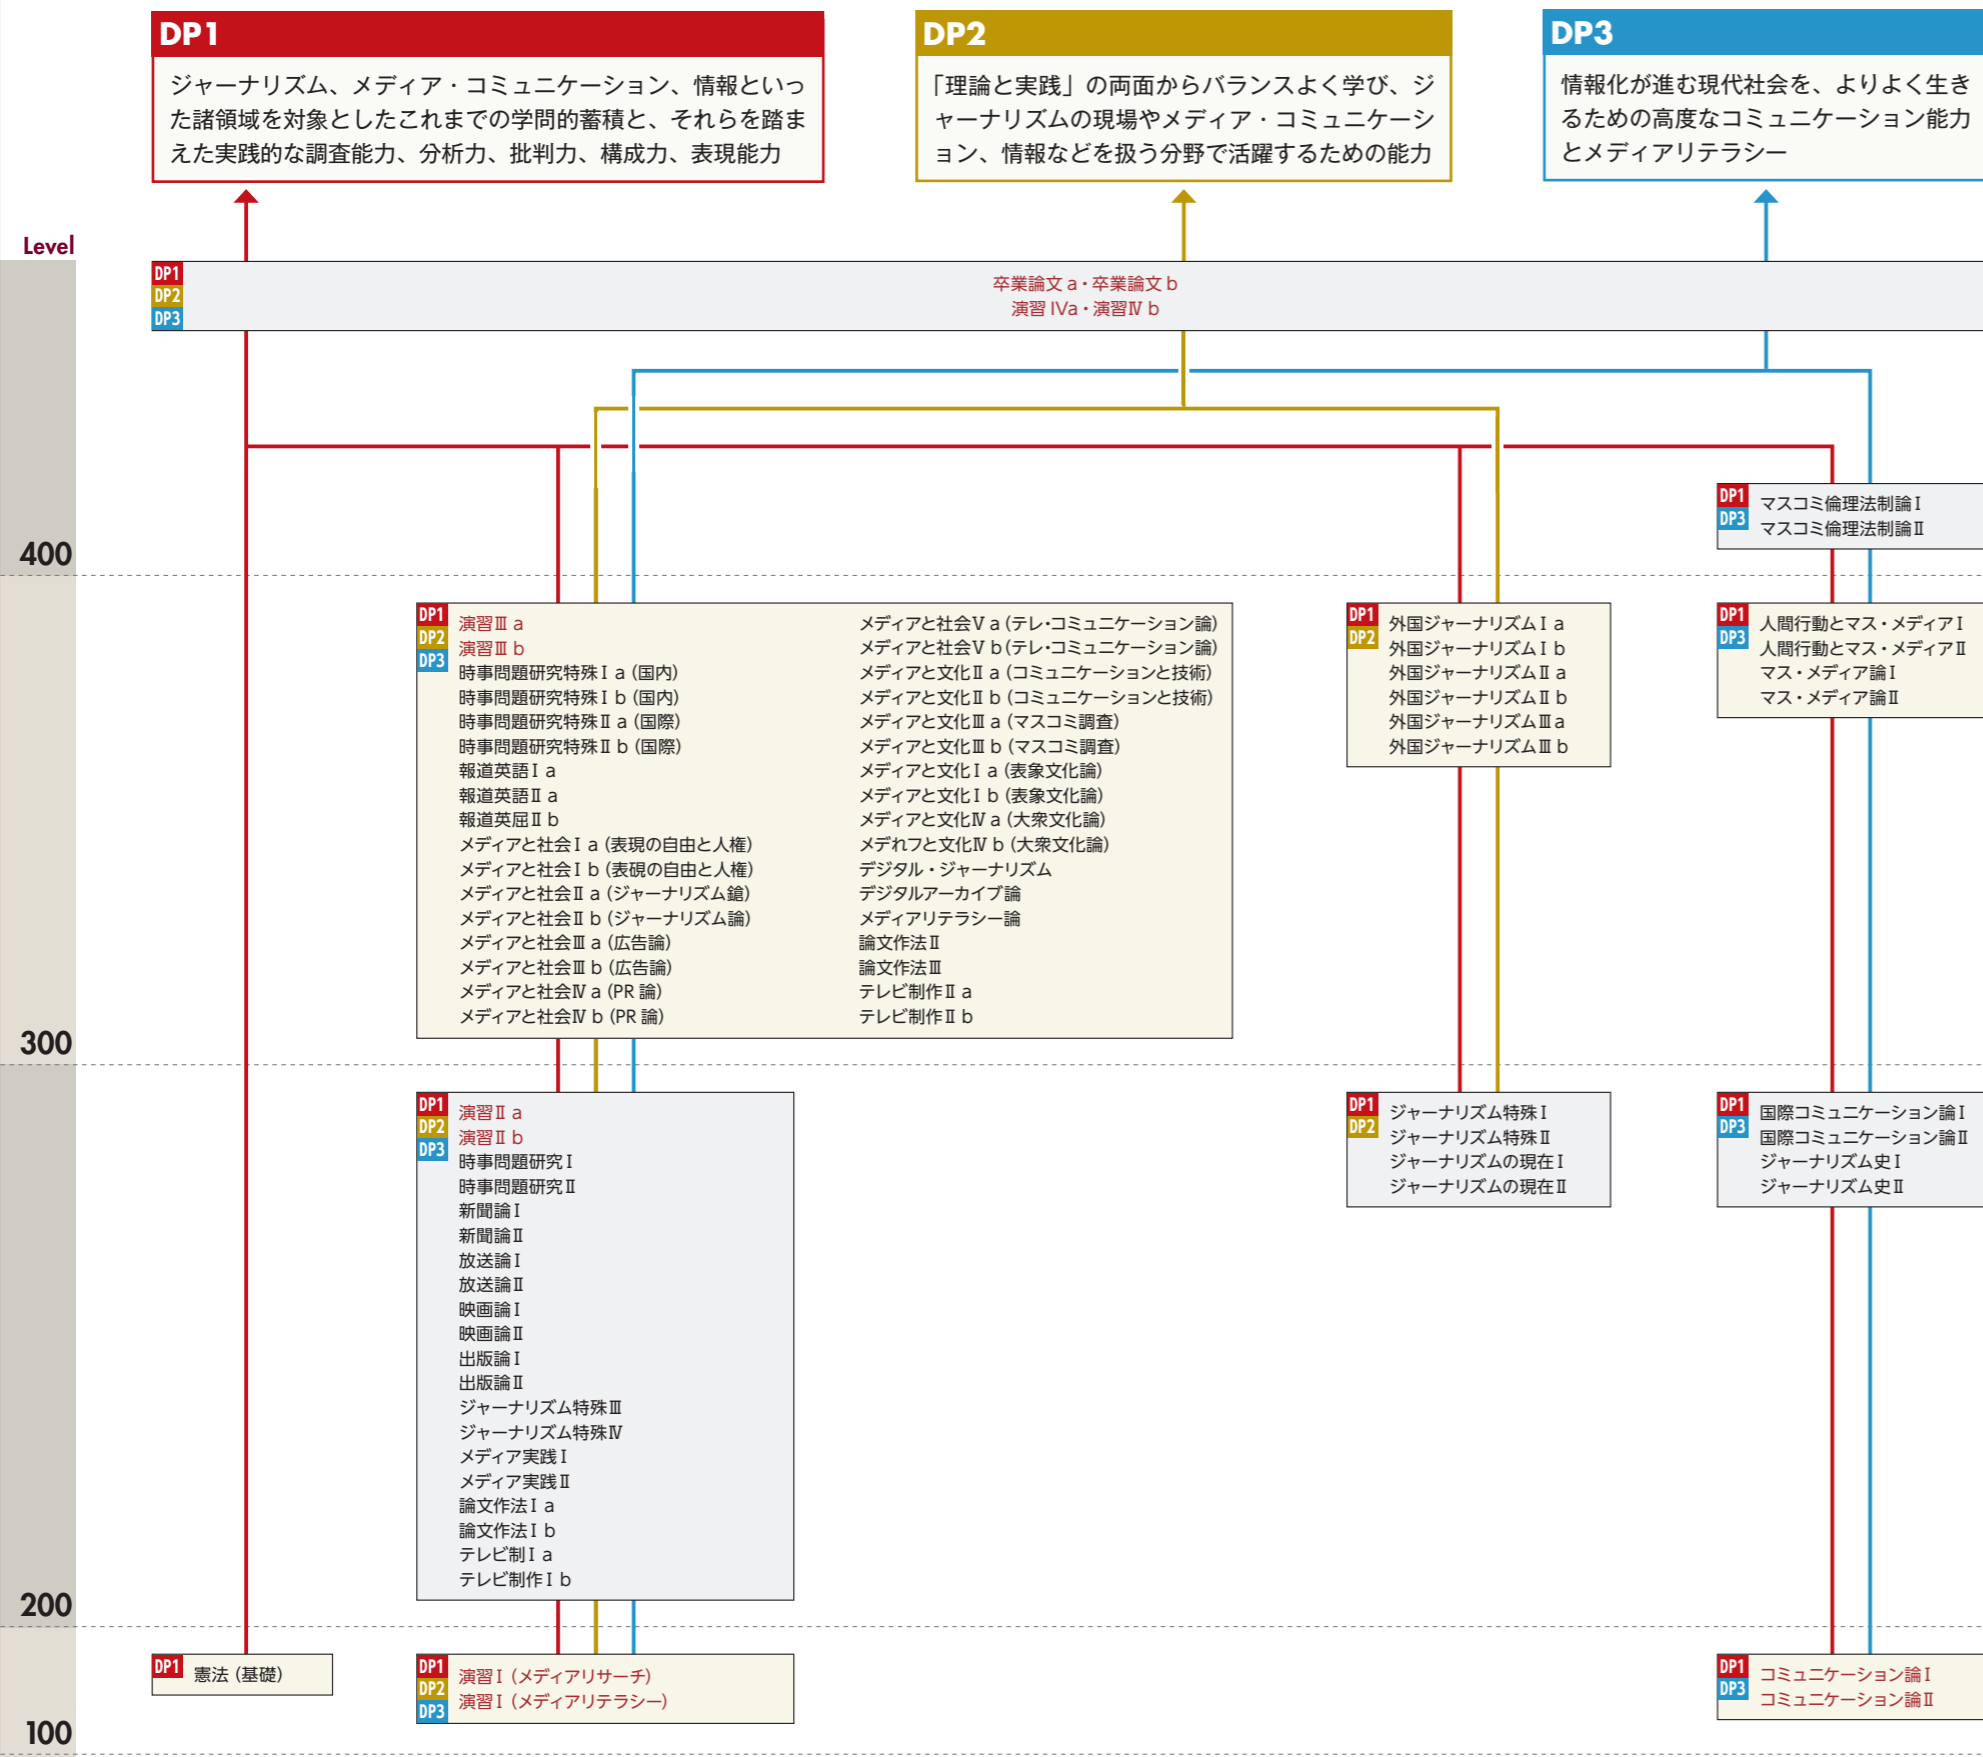 DP1
ジャーナリズム、メディア・コミュニケーション、情報といっ
た諸領域を対象としたこれまでの学問的蓄積と、それらを踏ま
えた実践的な調査能力、分析力、批判力、構成力、表現能力
DP2
「理論と実践」の両面からバランスよく学び、ジ
ャーナリズムの現場やメディア・コミュニケーシ
ョン、情報などを扱う分野で活躍するための能力
DP3
情報化が進む現代社会を、よりよく生き
るための高度なコミュニケーション能力
とメディアリテラシー
Level
DP1
DP2
DP3
卒業論文 a・卒業論文 b
演習 IVa・演習Ⅳ b
DP1
DP3
マスコミ倫理法制論Ⅰ
マスコミ倫理法制論Ⅱ
400
DP1
DP2
DP3
演習Ⅲ a
演習Ⅲ b
時事問題研究特殊Ⅰ a (国内)
時事問題研究特殊Ⅰ b (国内)
時事問題研究特殊Ⅱ a (国際)
時事問題研究特殊Ⅱ b (国際)
報道英語Ⅰ a
報道英語Ⅱ a
報道英屈Ⅱ b
メディアと社会Ⅰ a (表現の自由と人権)
メディアと社会Ⅰ b (表硯の自由と人権)
メディアと社会Ⅱ a (ジャーナリズム鎗)
メディアと社会Ⅱ b (ジャーナリズム論)
メディアと社会Ⅲ a (広告論)
メディアと社会Ⅲ b (広告論)
メディアと社会Ⅳ a (PR 論)
メディアと社会Ⅳ b (PR 論)
メディアと社会Ⅴ a (テレ・コミュニケーション論)
メディアと社会Ⅴ b (テレ・コミュニケーション論)
メディアと文化Ⅱ a (コミュニケーションと技術)
メディアと文化Ⅱ b (コミュニケーションと技術)
メディアと文化Ⅲ a (マスコミ調査)
メディアと文化Ⅲ b (マスコミ調査)
メディアと文化Ⅰ a (表象文化論)
メディアと文化Ⅰ b (表象文化論)
メディアと文化Ⅳ a (大衆文化論)
メデれフと文化Ⅳ b (大衆文化論)
デジタル・ジャーナリズム
デジタルアーカイブ論
メディアリテラシー論
論文作法Ⅱ
論文作法Ⅲ
テレビ制作Ⅱ a
テレビ制作Ⅱ b
DP1
DP2
外国ジャーナリズムⅠ a
外国ジャーナリズムⅠ b
外国ジャーナリズムⅡ a
外国ジャーナリズムⅡ b
外国ジャーナリズムⅢ a
外国ジャーナリズムⅢ b
DP1
DP3
人間行動とマス・メディアⅠ
人間行動とマス・メディアⅡ
マス・メディア論Ⅰ
マス・メディア論Ⅱ
300
DP1
DP2
DP3
演習Ⅱ a
演習Ⅱ b
時事問題研究Ⅰ
時事問題研究Ⅱ
新聞論Ⅰ
新聞論Ⅱ
放送論Ⅰ
放送論Ⅱ
映画論Ⅰ
映画論Ⅱ
出版論Ⅰ
出版論Ⅱ
ジャーナリズム特殊Ⅲ
ジャーナリズム特殊Ⅳ
メディア実践Ⅰ
メディア実践Ⅱ
論文作法Ⅰ a
論文作法Ⅰ b
テレビ制Ⅰ a
テレビ制作Ⅰ b
DP1
DP2
ジャーナリズム特殊Ⅰ
ジャーナリズム特殊Ⅱ
ジャーナリズムの現在Ⅰ
ジャーナリズムの現在Ⅱ
DP1
DP3
国際コミュニケーション論Ⅰ
国際コミュニケーション論Ⅱ
ジャーナリズム史Ⅰ
ジャーナリズム史Ⅱ
200
DP1
憲法 (基礎)
DP1
DP2
DP3
演習Ⅰ (メディアリサーチ)
演習Ⅰ (メディアリテラシー)
DP1
DP3
コミュニケーション論Ⅰ
コミュニケーション論Ⅱ
100